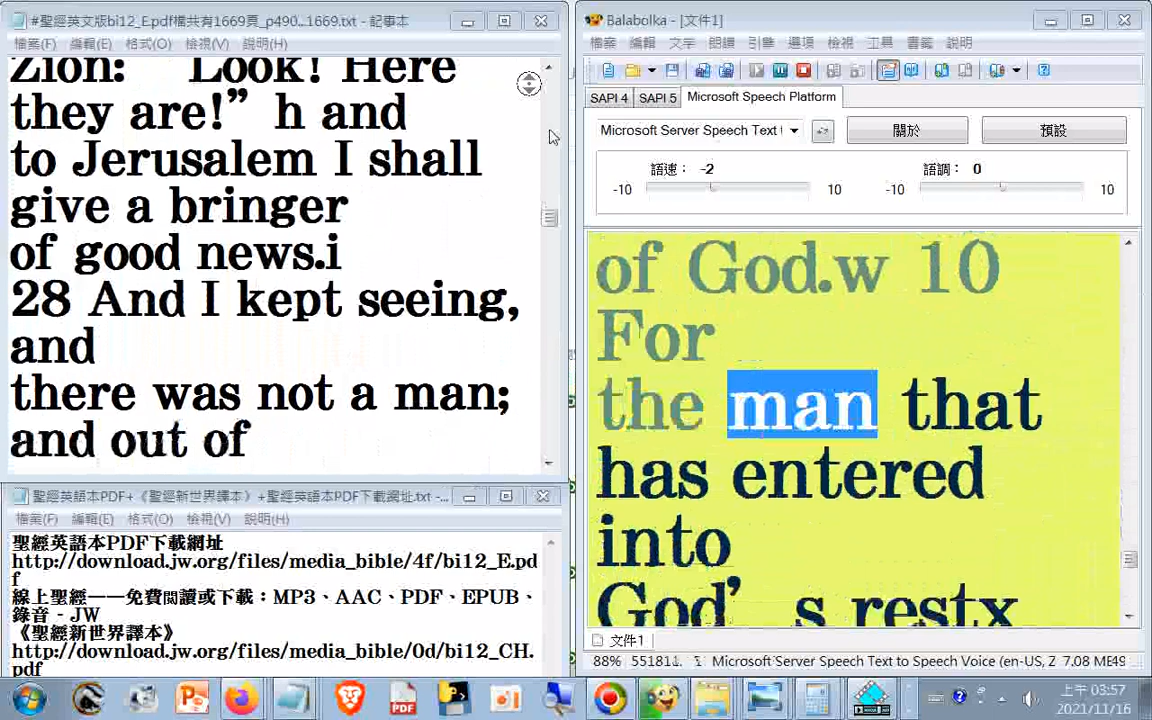 #聖經英文版bi12_E.pdf檔共有1669頁_p490...1669.txt - 記事本
檔案(F) 編輯(E) 格式(O) 檢視(V) 說明(H)
Zion: “Look! Here
they are!” h and
to Jerusalem I shall
give a bringer
of good news.i
28 And I kept seeing,
and
there was not a man;
and out of
聖經英語本PDF+《聖經新世界譯本》+聖經英語本PDF下載網址.txt -...
檔案(F) 編輯(E) 格式(O) 檢視(V) 說明(H)
聖經英語本PDF下載網址
http://download.jw.org/files/media_bible/4f/bi12_E.pd
f
線上聖經──免費閱讀或下載：MP3、AAC、PDF、EPUB、
錄音 - JW
《聖經新世界譯本》
http://download.jw.org/files/media_bible/0d/bi12_CH.
pdf
Balabolka - [文件1]
檔案 編輯 文字 朗讀 引擎 選項 檢視 工具 書籤 說明
SAPI 4 SAPI 5 Microsoft Speech Platform
Microsoft Server Speech Text 關於 預設
語速： -2 語調： 0
-10 10 -10 10
of God.w 10
For
the man that
has entered
into
God’s restx
文件1
88% Microsoft Server Speech Text to Speech Voice (en-US, Z 7.08 ME
上午 03:57
2021/11/16